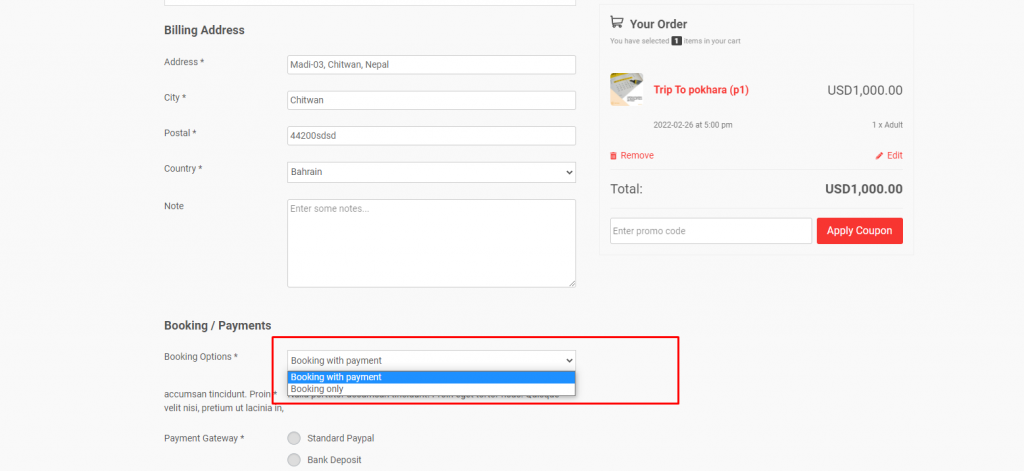 Billing Address
Address *
Madi-03, Chitwan, Nepal
City *
Chitwan
Postal *
44200sdsd
Country *
Bahrain
Note
Enter some notes...
Booking / Payments
Booking Options *
Booking with payment
Booking with payment
Booking only
accumsan tincidunt. Proin *
velit nisi, pretium ut lacinia in,
Payment Gateway *
Standard Paypal
Bank Deposit
Your Order
You have selected 1 items in your cart
Trip To pokhara (p1)
USD1,000.00
2022-02-26 at 5:00 pm
1 x Adult
Remove
Edit
Total:
USD1,000.00
Enter promo code
Apply Coupon